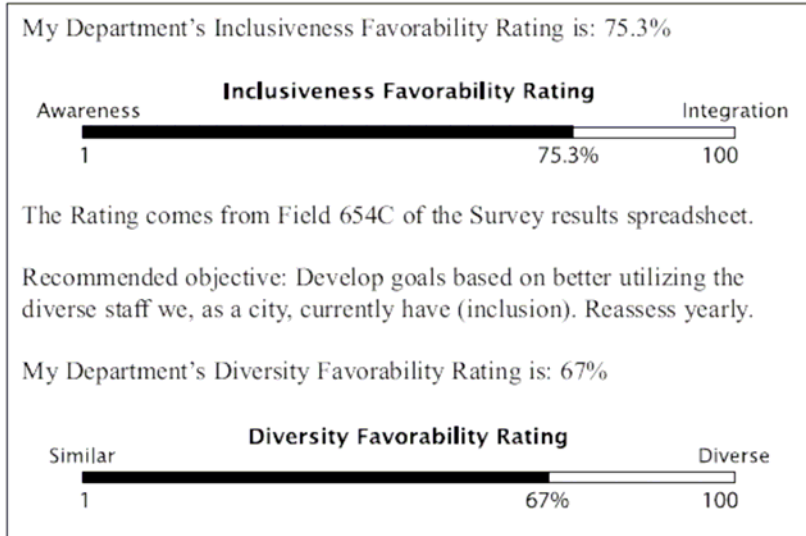 My Department's Inclusiveness Favorability Rating is: 75.3%
Inclusiveness Favorability Rating
Awareness
Integration
1
75.3%
100
The Rating comes from Field 654C of the Survey results spreadsheet.
Recommended objective: Develop goals based on better utilizing the
diverse staff we, as a city, currently have (inclusion). Reassess yearly.
My Department's Diversity Favorability Rating is: 67%
Diversity Favorability Rating
Similar
Diverse
1
67%
100